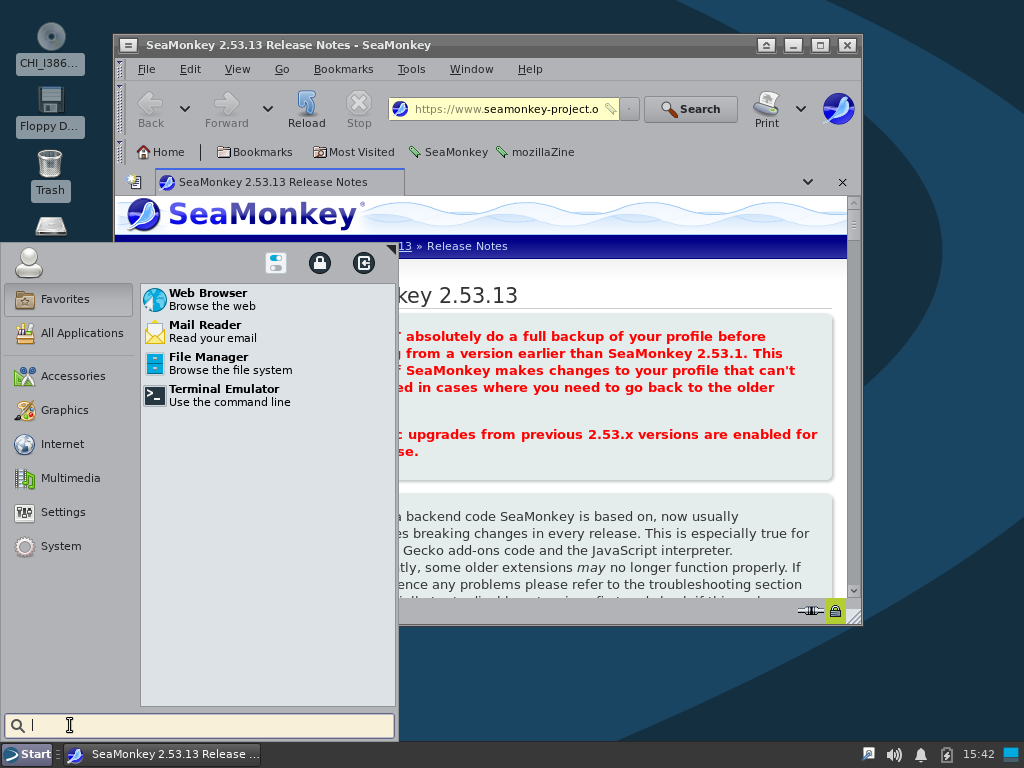 CHI_I386...
Floppy D...
Trash
SeaMonkey 2.53.13 Release Notes - SeaMonkey
File Edit View Go Bookmarks Tools Window Help
Back Forward Reload Stop
https://www.seamonkey-project.o
Search
Print
Home Bookmarks Most Visited SeaMonkey mozillaZine
SeaMonkey 2.53.13 Release Notes
SeaMonkey®
13 » Release Notes
key 2.53.13
absolutely do a full backup of your profile before
from a version earlier than SeaMonkey 2.53.1. This
SeaMonkey makes changes to your profile that can't
ed in cases where you need to go back to the older
c upgrades from previous 2.53.x versions are enabled for
se.
a backend code SeaMonkey is based on, now usually
es breaking changes in every release. This is especially true for
Gecko add-ons code and the JavaScript interpreter.
tly, some older extensions may no longer function properly. If
ence any problems please refer to the troubleshooting section
Favorites
All Applications
Accessories
Graphics
Internet
Multimedia
Settings
System
Web Browser
Browse the web
Mail Reader
Read your email
File Manager
Browse the file system
Terminal Emulator
Use the command line
Start
SeaMonkey 2.53.13 Release ...
15:42